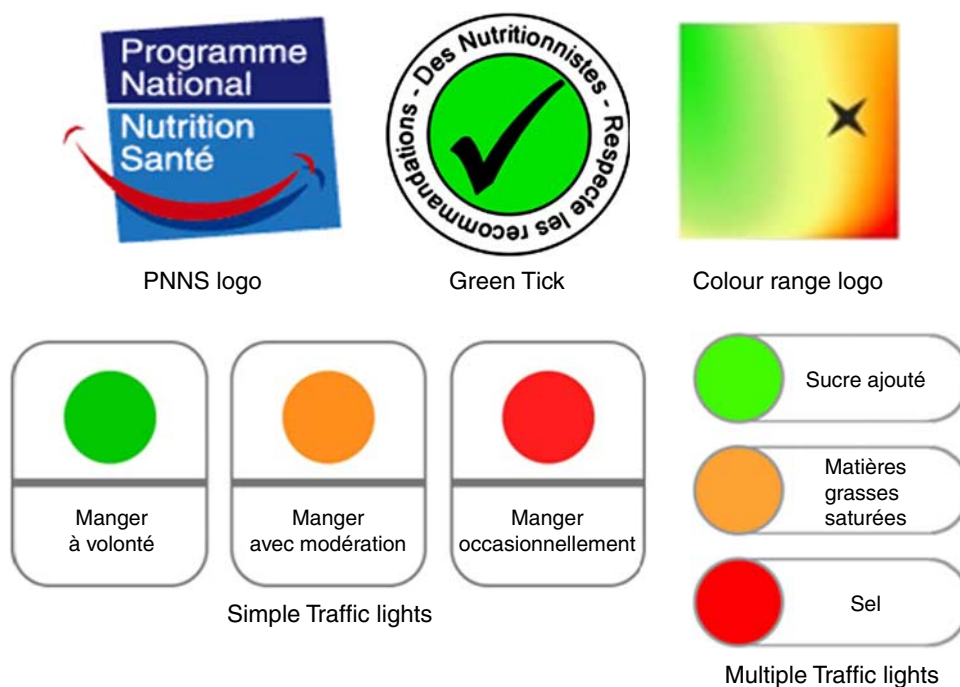 Programme
National
Nutrition
Santé
Des Nutritionnistes - Respecte les recommandations -
PNNS logo
Green Tick
Colour range logo
Manger
à volonté
Manger
avec modération
Manger
occasionnellement
Simple Traffic lights
Sucre ajouté
Matières
grasses
saturées
Sel
Multiple Traffic lights